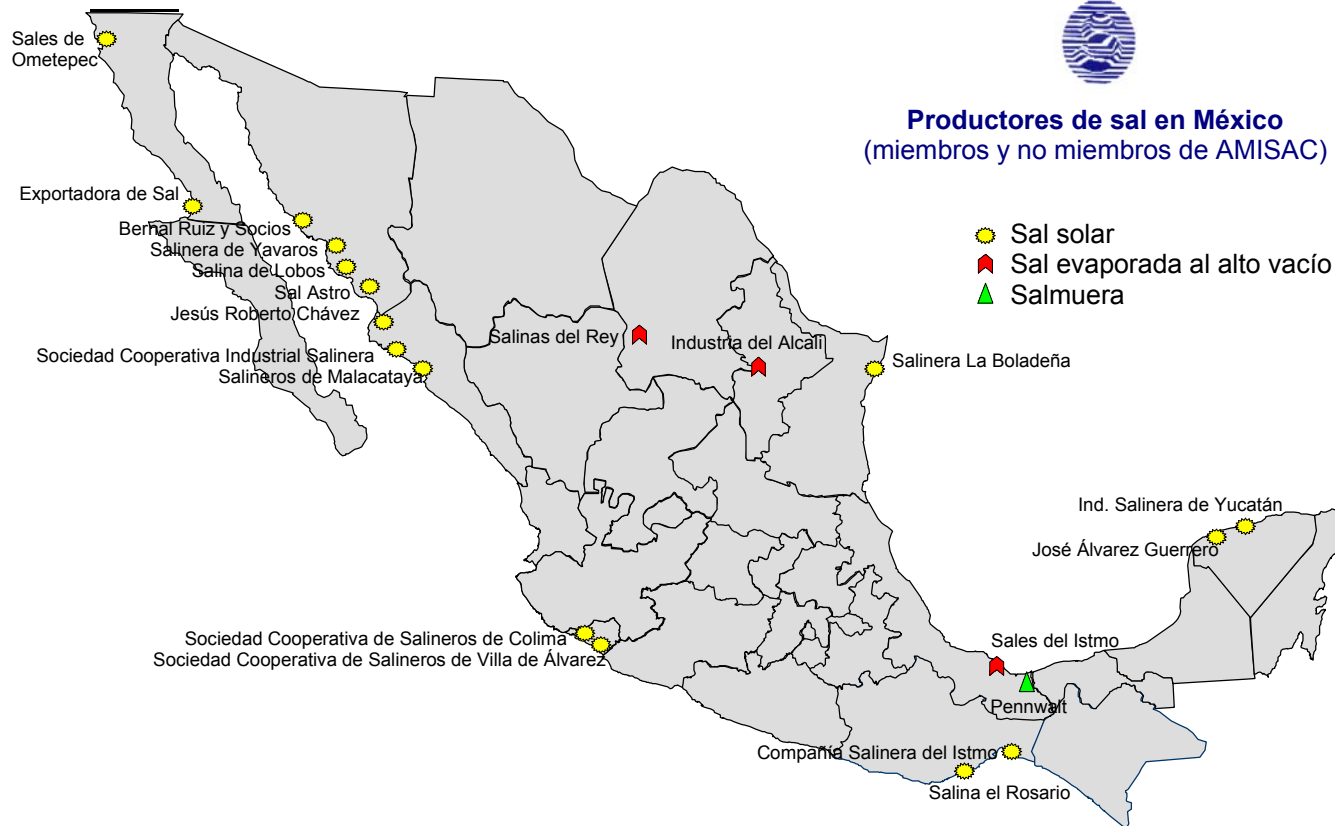 Sales de
Ometepec
Productores de sal en México
(miembros y no miembros de AMISAC)
Exportadora de Sal
Bernal Ruiz y Socios
Salinera de Yavaros
Salina de Lobos
Sal Astro
Jesús Roberto Chávez
Sociedad Cooperativa Industrial Salinera
Salineros de Malacataya
Sal solar
Sal evaporada al alto vacío
Salmuera
Salinas del Rey
Industria del Alcali
Salinera La Boladeña
Ind. Salinera de Yucatán
José Álvarez Guerrero
Sociedad Cooperativa de Salineros de Colima
Sociedad Cooperativa de Salineros de Villa de Álvarez
Sales del Istmo
Pennwalt
Compañía Salinera del Istmo
Salina el Rosario